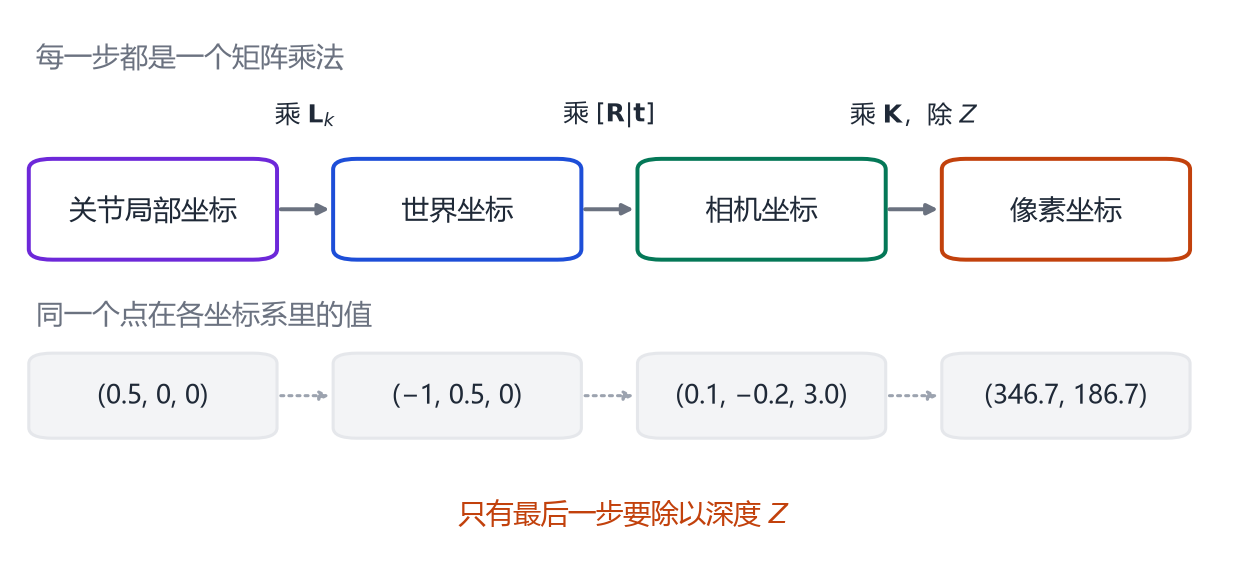 每一步都是一个矩阵乘法
乘 Lk 乘 [R|t] 乘 K，除 Z
关节局部坐标 世界坐标 相机坐标 像素坐标
同一个点在各坐标系里的值
(0.5, 0, 0) (−1, 0.5, 0) (0.1, −0.2, 3.0) (346.7, 186.7)
只有最后一步要除以深度 Z